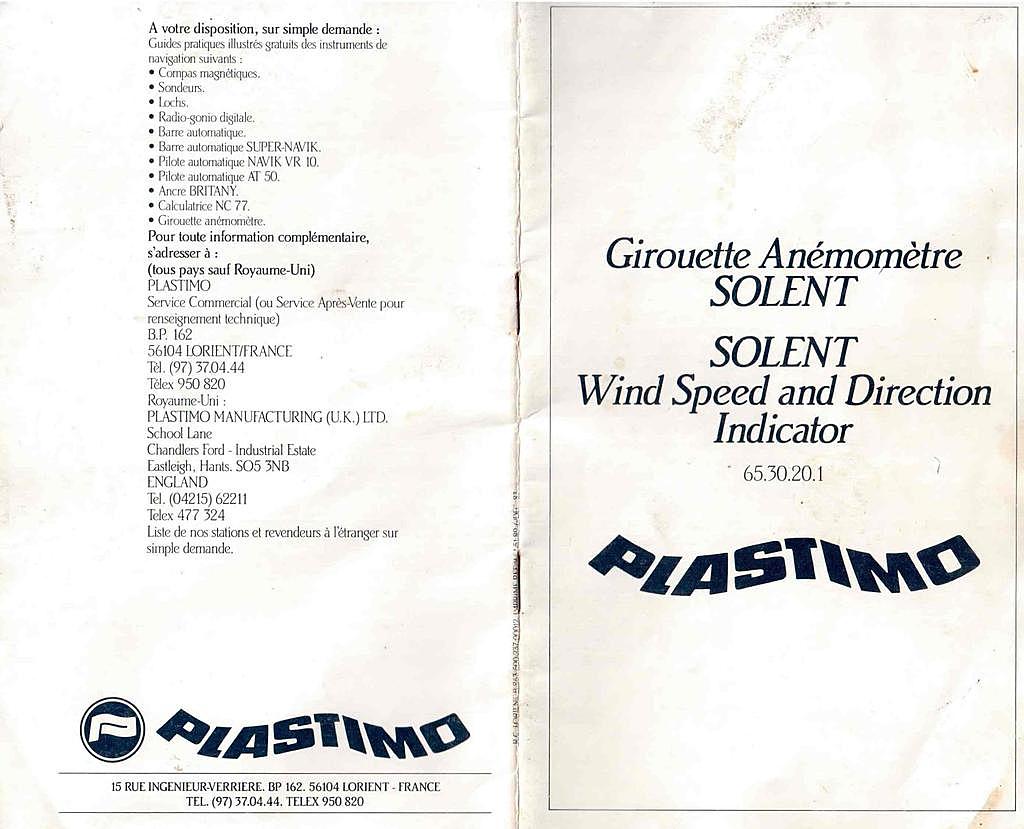 A votre disposition, sur simple demande :
Guides pratiques illustrés gratuits des instruments de
navigation suivants :
• Compas magnétiques.
• Sondeurs.
• Lochs.
• Radio-gonio digitale.
• Barre automatique.
• Barre automatique SUPER-NAVIK.
• Pilote automatique NAVIK VR 10.
• Pilote automatique AT 50.
• Ancre BRITANY.
• Calculatrice NC 77.
• Girouette anémomètre.
Pour toute information complémentaire,
s'adresser à :
(tous pays sauf Royaume-Uni)
PLASTIMO
Service Commercial (ou Service Après-Vente pour
renseignement technique)
B.P. 162
56104 LORIENT/FRANCE
Tél. (97) 37.04.44
Télex 950 820
Royaume-Uni :
PLASTIMO MANUFACTURING (U.K.) LTD.
School Lane
Chandlers Ford - Industrial Estate
Eastleigh, Hants. SO5 3NB
ENGLAND
Tel. (04215) 62211
Telex 477 324
Liste de nos stations et revendeurs à l'étranger sur
simple demande.
PLASTIMO
15 RUE INGENIEUR-VERRIERE. BP 162. 56104 LORIENT - FRANCE
TEL. (97) 37.04.44. TELEX 950 820
Girouette Anémomètre
SOLENT
SOLENT
Wind Speed and Direction
Indicator
65.30.20.1
PLASTIMO